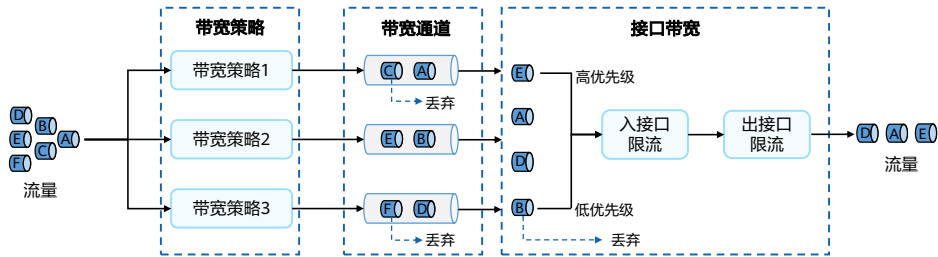 带宽策略
带宽通道
接口带宽
带宽策略1
C
A
丢弃
E
高优先级
D
B
E
A
C
F
流量
带宽策略2
E
B
A
D
入接口
限流
出接口
限流
D
A
E
流量
带宽策略3
F
D
丢弃
B
低优先级
丢弃